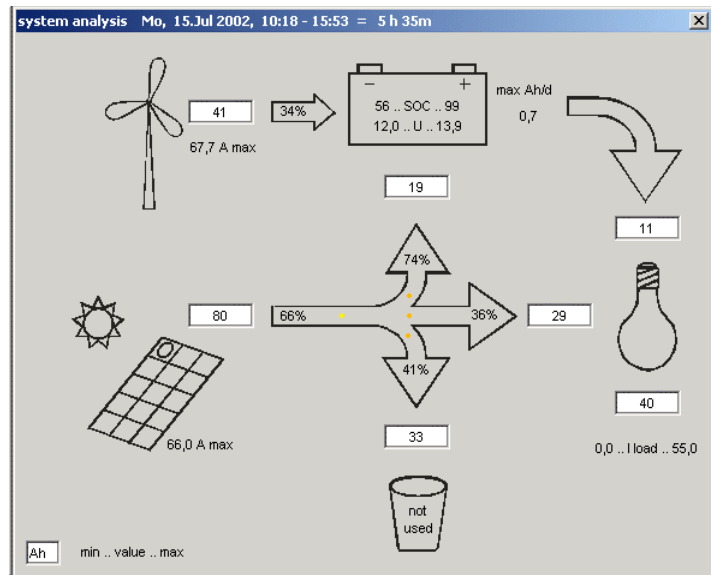 system analysis Mo, 15.Jul 2002, 10:18 - 15:53 = 5 h 35m
41
34%
- +
56 .. SOC .. 99
12,0 .. U .. 13,9
max Ah/d
0,7
67,7 A max
19
11
74%
80
66%
36%
29
41%
40
66,0 A max
33
0,0 .. I load .. 55,0
not
used
Ah
min .. value .. max